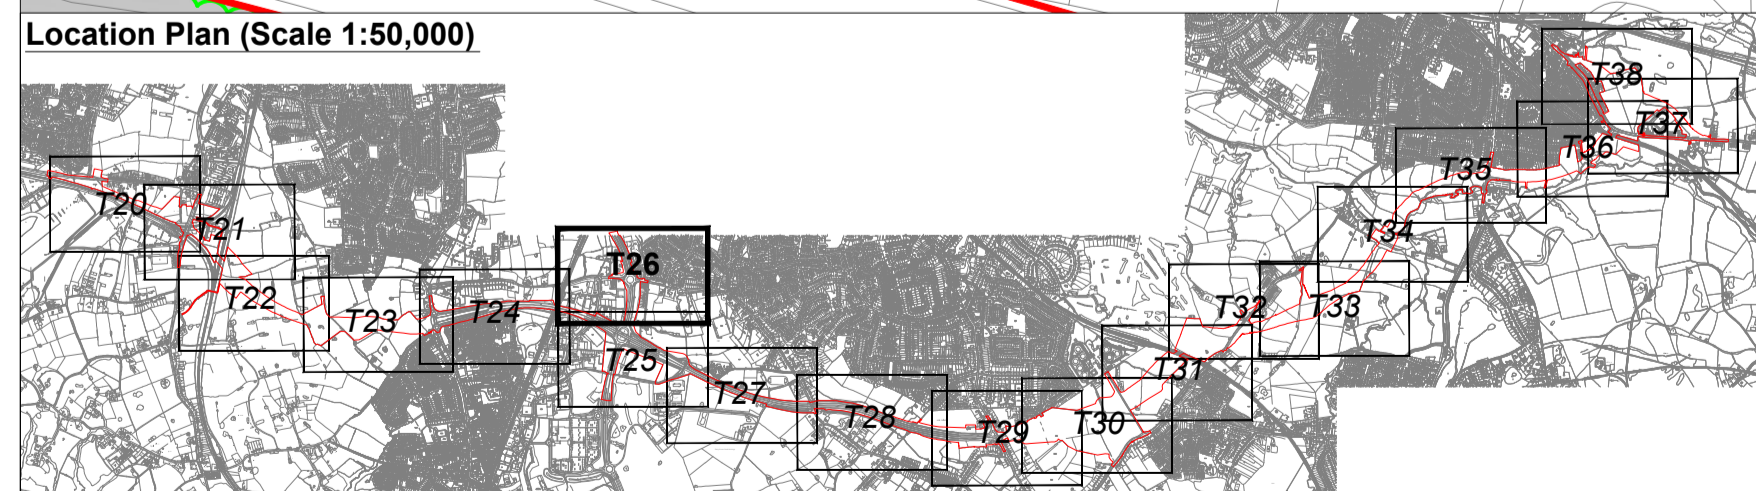 Location Plan (Scale 1:50,000)
T20
T21
T22
T23
T24
T25
T26
T27
T28
T29
T30
T31
T32
T33
T34
T35
T36
T37
T38